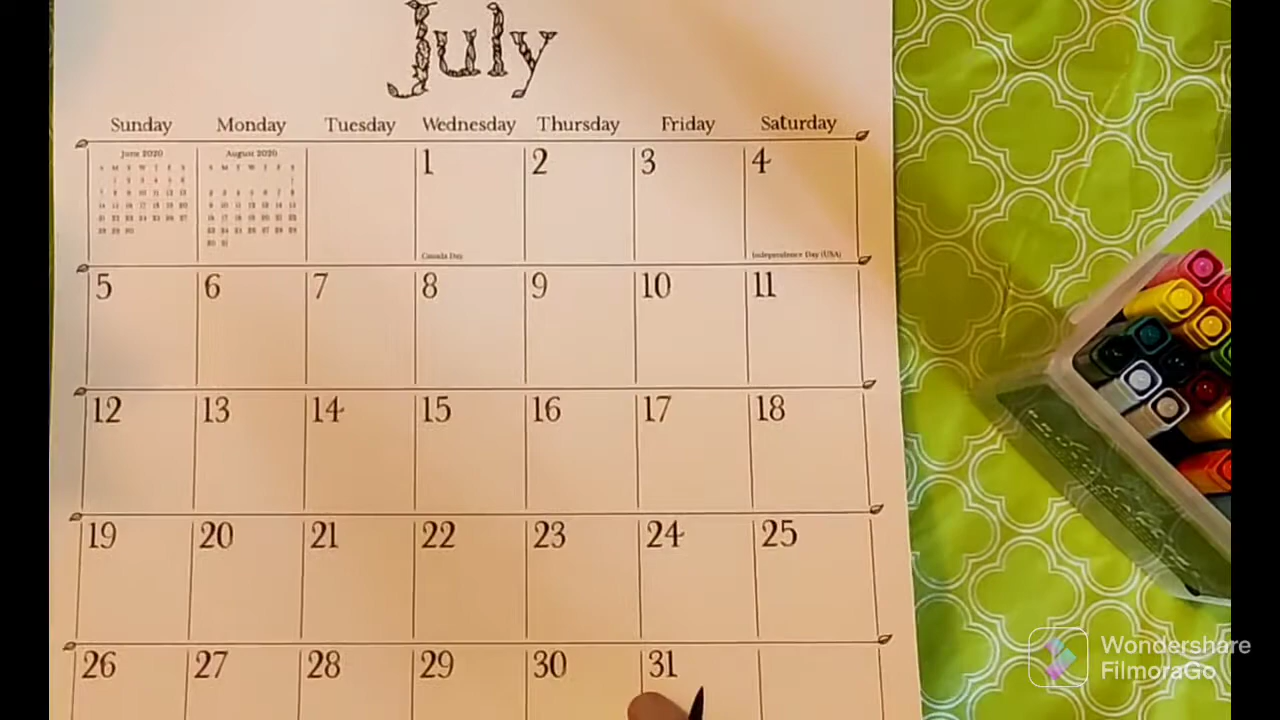 July
Sunday Monday Tuesday Wednesday Thursday Friday Saturday
June 2020 August 2020 1 2 3 4
Canada Day Independence Day (USA)
5 6 7 8 9 10 11
12 13 14 15 16 17 18
19 20 21 22 23 24 25
26 27 28 29 30 31
Wondershare
FilmoraGo